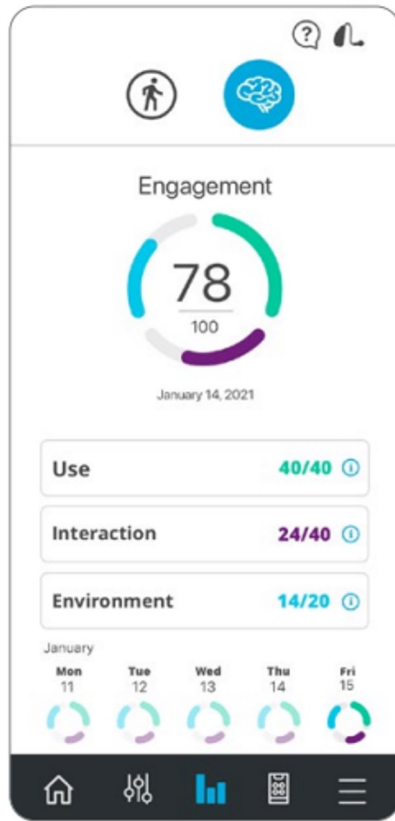 ?
Engagement
78
100
January 14, 2021
Use 40/40 i
Interaction 24/40 i
Environment 14/20 i
January
Mon Tue Wed Thu Fri
11 12 13 14 15